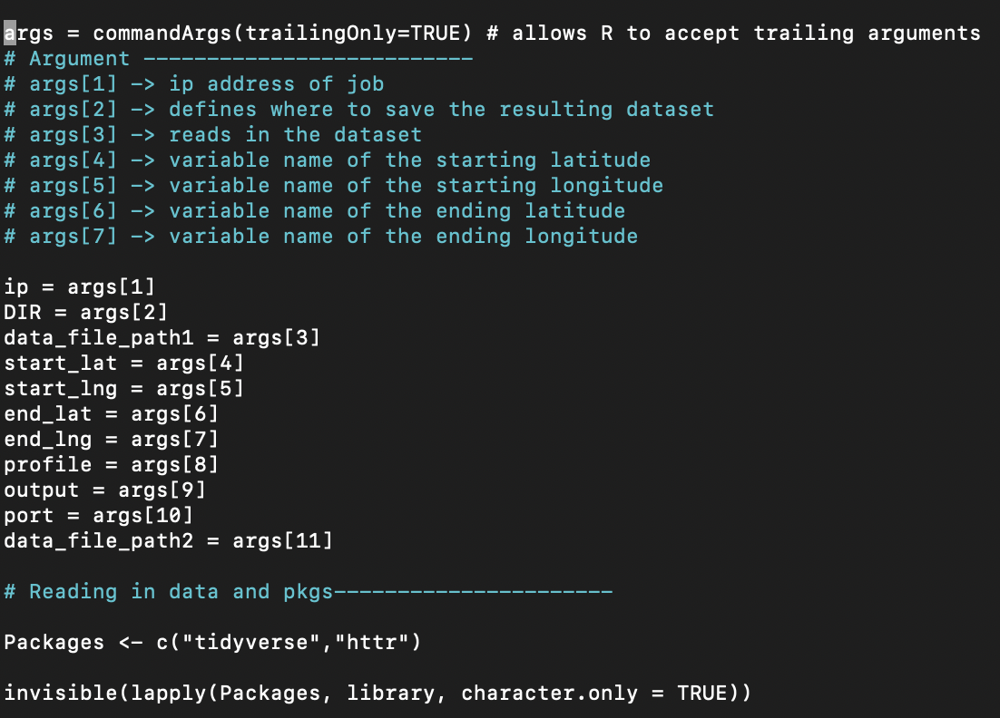 args = commandArgs(trailingOnly=TRUE) # allows R to accept trailing arguments
# Argument --------------------------
# args[1] -> ip address of job
# args[2] -> defines where to save the resulting dataset
# args[3] -> reads in the dataset
# args[4] -> variable name of the starting latitude
# args[5] -> variable name of the starting longitude
# args[6] -> variable name of the ending latitude
# args[7] -> variable name of the ending longitude
ip = args[1]
DIR = args[2]
data_file_path1 = args[3]
start_lat = args[4]
start_lng = args[5]
end_lat = args[6]
end_lng = args[7]
profile = args[8]
output = args[9]
port = args[10]
data_file_path2 = args[11]
# Reading in data and pkgs----------------------
Packages <- c("tidyverse","httr")
invisible(lapply(Packages, library, character.only = TRUE))